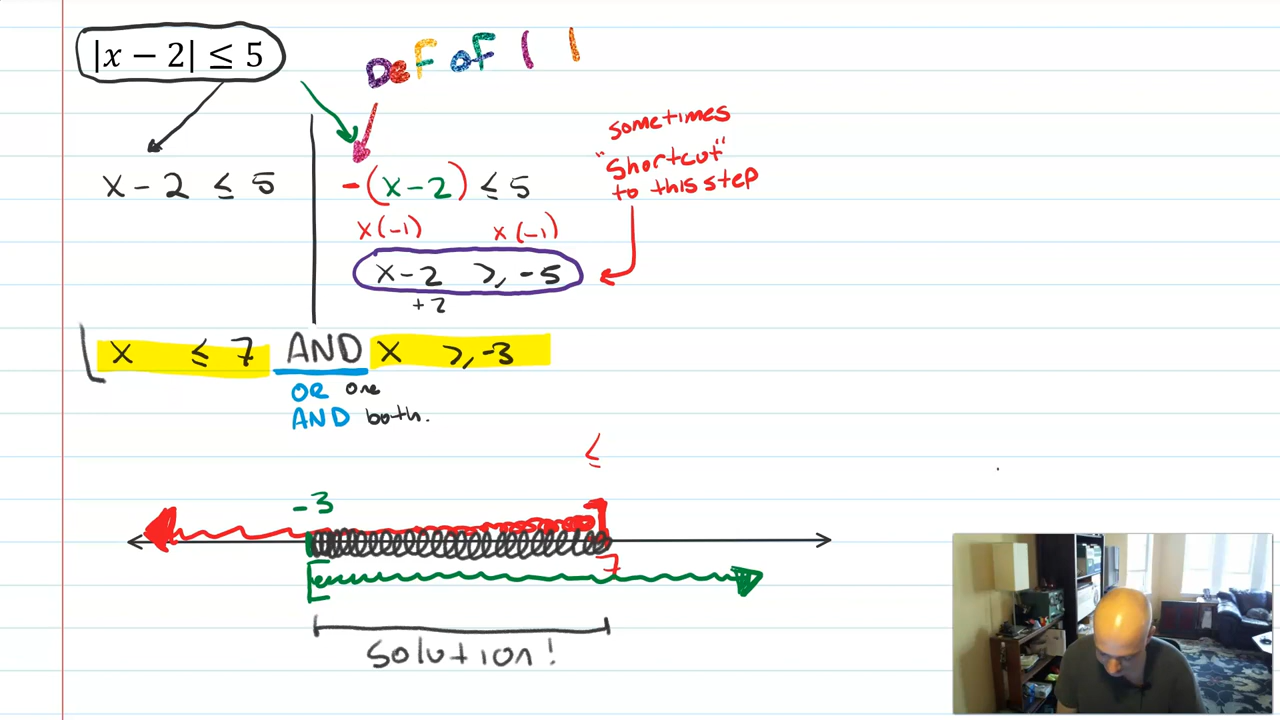 |x − 2| ≤ 5
DEF OF | |
sometimes
"shortcut"
to this step
x - 2 ≤ 5
-(x-2) ≤ 5
x(-1) x(-1)
x-2 ≥ -5
+2
x ≤ 7 AND x ≥ -3
OR one
AND both.
≤
-3
7
Solution!